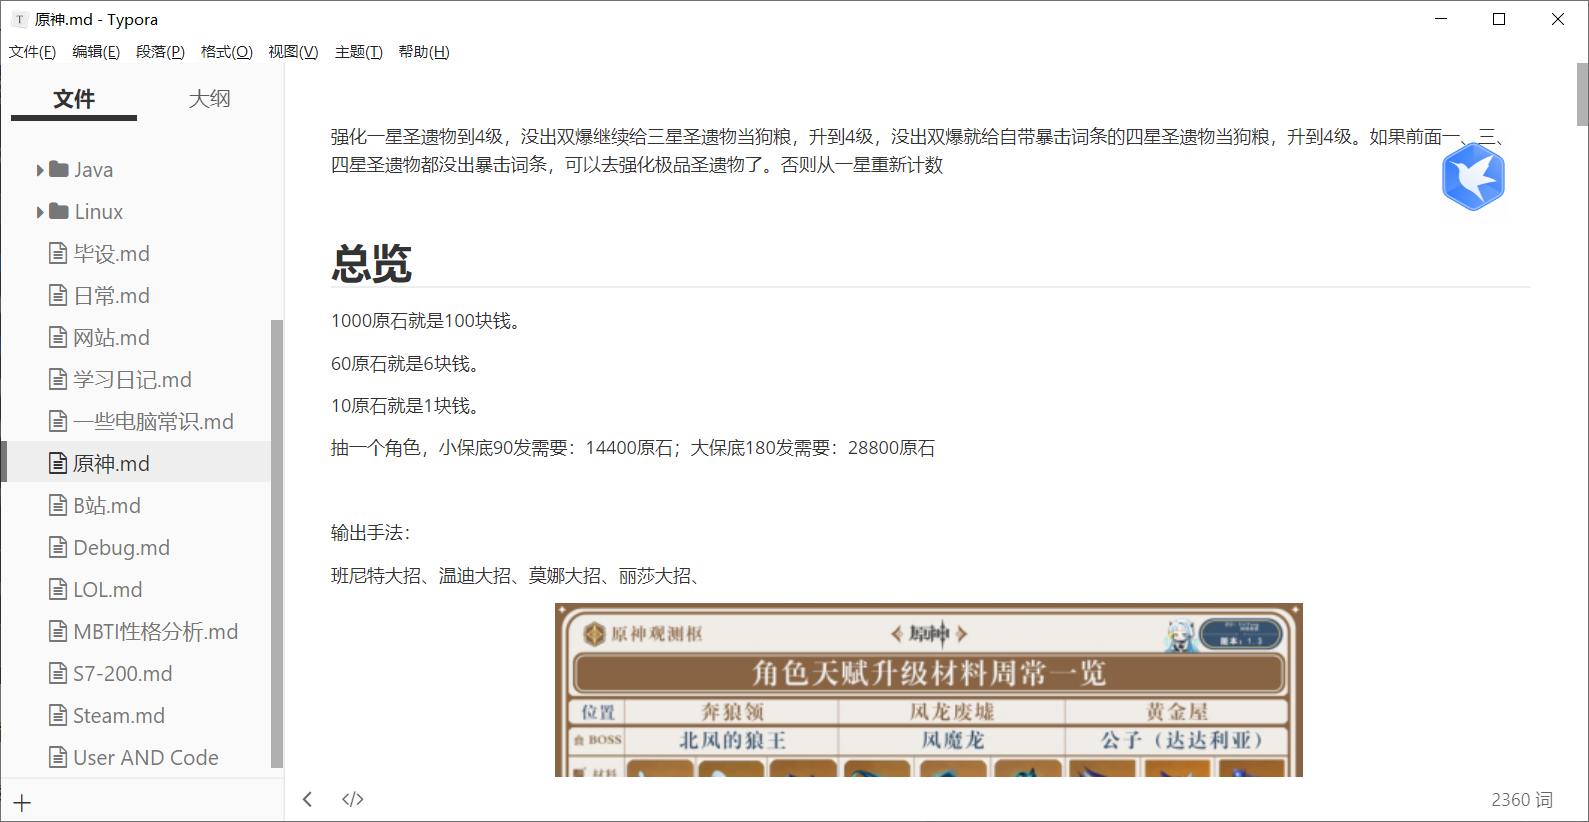 原神.md - Typora
文件(F) 编辑(E) 段落(P) 格式(O) 视图(V) 主题(T) 帮助(H)
文件 大纲
Java
Linux
毕设.md
日常.md
网站.md
学习日记.md
一些电脑常识.md
原神.md
B站.md
Debug.md
LOL.md
MBTI性格分析.md
S7-200.md
Steam.md
User AND Code
强化一星圣遗物到4级，没出双爆继续给三星圣遗物当狗粮，升到4级，没出双爆就给自带暴击词条的四星圣遗物当狗粮，升到4级。如果前面一、三、
四星圣遗物都没出暴击词条，可以去强化极品圣遗物了。否则从一星重新计数
总览
1000原石就是100块钱。
60原石就是6块钱。
10原石就是1块钱。
抽一个角色，小保底90发需要：14400原石；大保底180发需要：28800原石
输出手法：
班尼特大招、温迪大招、莫娜大招、丽莎大招、
原神观测枢 原神 版本：1.3
角色天赋升级材料周常一览
位置 奔狼领 风龙废墟 黄金屋
BOSS 北风的狼王 风魔龙 公子（达达利亚）
材料
2360 词